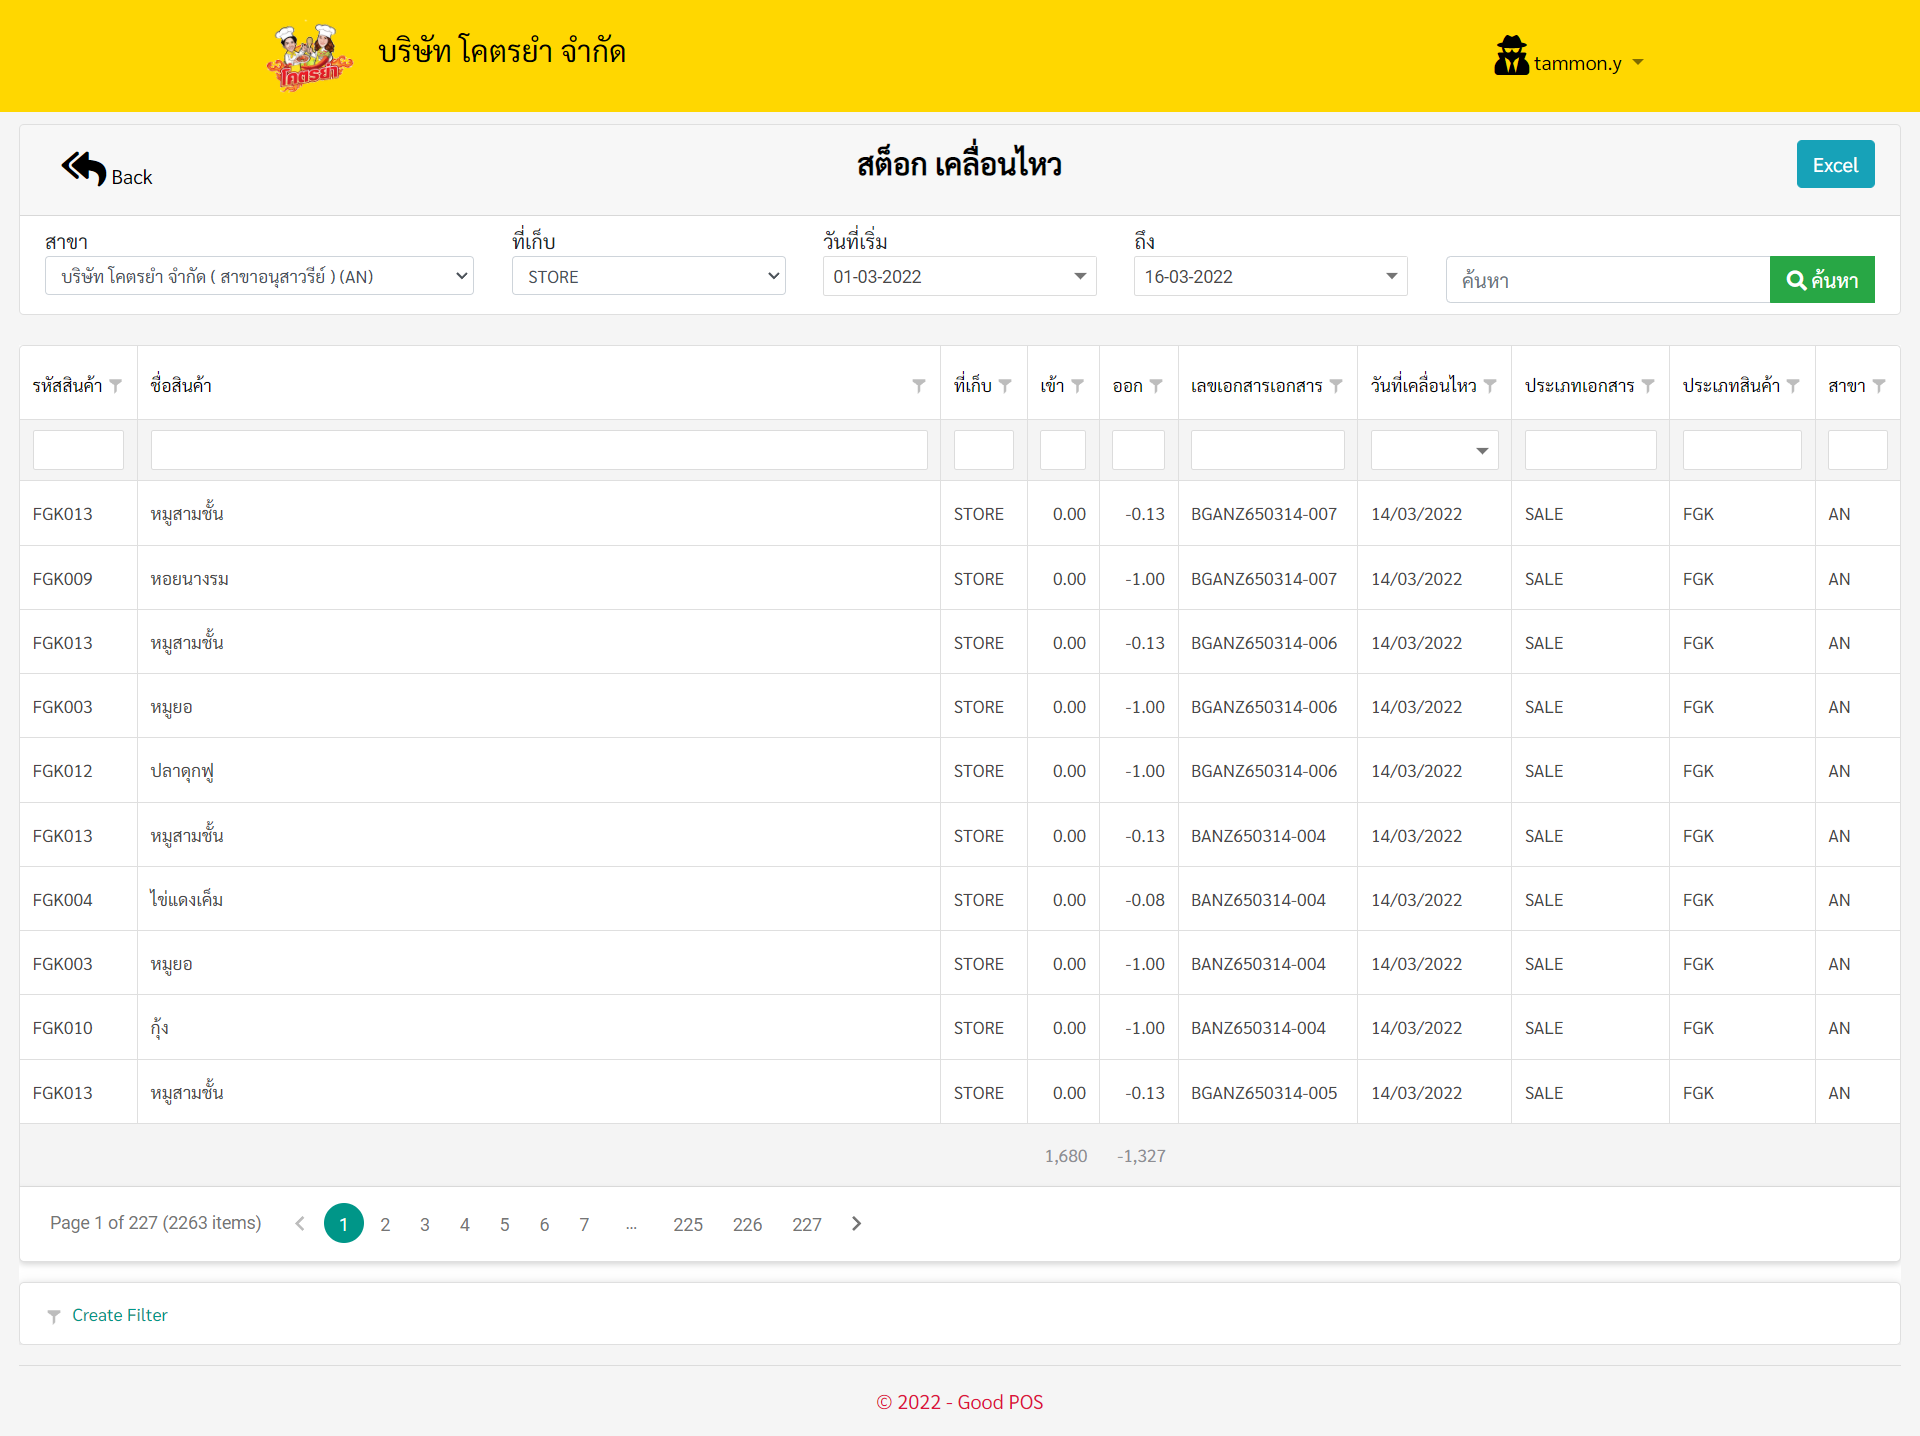 โคตรยำ
บริษัท โคตรยำ จำกัด
tammon.y
Back
สต็อก เคลื่อนไหว
Excel
สาขา ที่เก็บ วันที่เริ่ม ถึง
บริษัท โคตรยำ จำกัด ( สาขาอนุสาวรีย์ ) (AN) STORE 01-03-2022 16-03-2022 ค้นหา ค้นหา
รหัสสินค้า ชื่อสินค้า ที่เก็บ เข้า ออก เลขเอกสารเอกสาร วันที่เคลื่อนไหว ประเภทเอกสาร ประเภทสินค้า สาขา
FGK013 หมูสามชั้น STORE 0.00 -0.13 BGANZ650314-007 14/03/2022 SALE FGK AN
FGK009 หอยนางรม STORE 0.00 -1.00 BGANZ650314-007 14/03/2022 SALE FGK AN
FGK013 หมูสามชั้น STORE 0.00 -0.13 BGANZ650314-006 14/03/2022 SALE FGK AN
FGK003 หมูยอ STORE 0.00 -1.00 BGANZ650314-006 14/03/2022 SALE FGK AN
FGK012 ปลาดุกฟู STORE 0.00 -1.00 BGANZ650314-006 14/03/2022 SALE FGK AN
FGK013 หมูสามชั้น STORE 0.00 -0.13 BANZ650314-004 14/03/2022 SALE FGK AN
FGK004 ไข่แดงเค็ม STORE 0.00 -0.08 BANZ650314-004 14/03/2022 SALE FGK AN
FGK003 หมูยอ STORE 0.00 -1.00 BANZ650314-004 14/03/2022 SALE FGK AN
FGK010 กุ้ง STORE 0.00 -1.00 BANZ650314-004 14/03/2022 SALE FGK AN
FGK013 หมูสามชั้น STORE 0.00 -0.13 BGANZ650314-005 14/03/2022 SALE FGK AN
1,680 -1,327
Page 1 of 227 (2263 items) 1 2 3 4 5 6 7 ... 225 226 227
Create Filter
© 2022 - Good POS